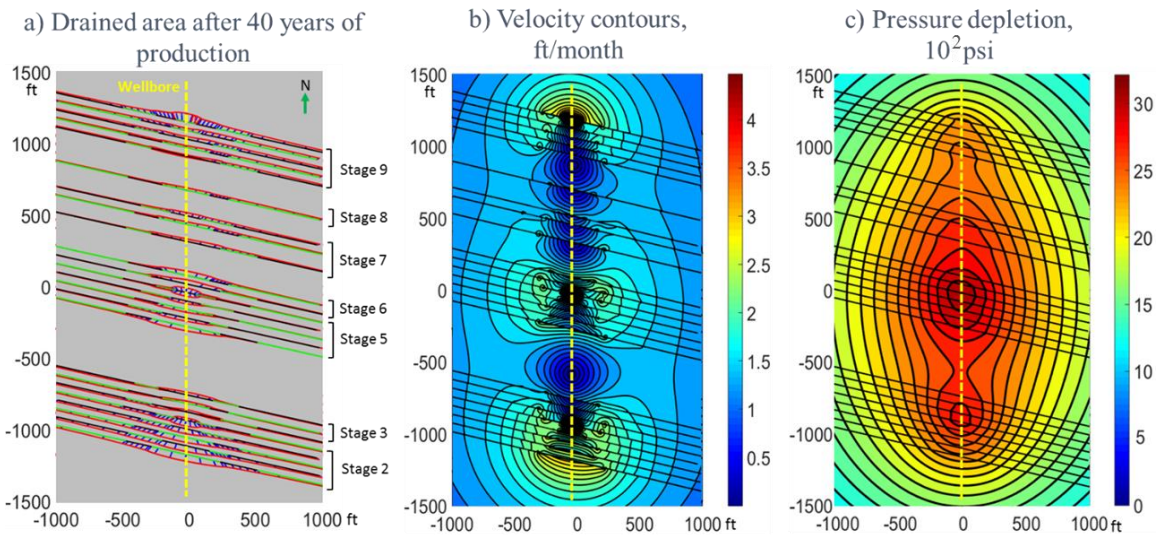 a) Drained area after 40 years of
production
1500
ft
1000
500
0
-500
-1000
-1500
-1000
-500
0
500
1000 ft
Wellbore
N
Stage 9
Stage 8
Stage 7
Stage 6
Stage 5
Stage 3
Stage 2
b) Velocity contours,
ft/month
1500
ft
1000
500
0
-500
-1000
-1500
-1000
-500
0
500
1000
4
3.5
3
2.5
2
1.5
1
0.5
c) Pressure depletion,
10²psi
1500
ft
1000
500
0
-500
-1000
-1500
-1000
-500
0
500
1000 ft
30
25
20
15
10
5
0